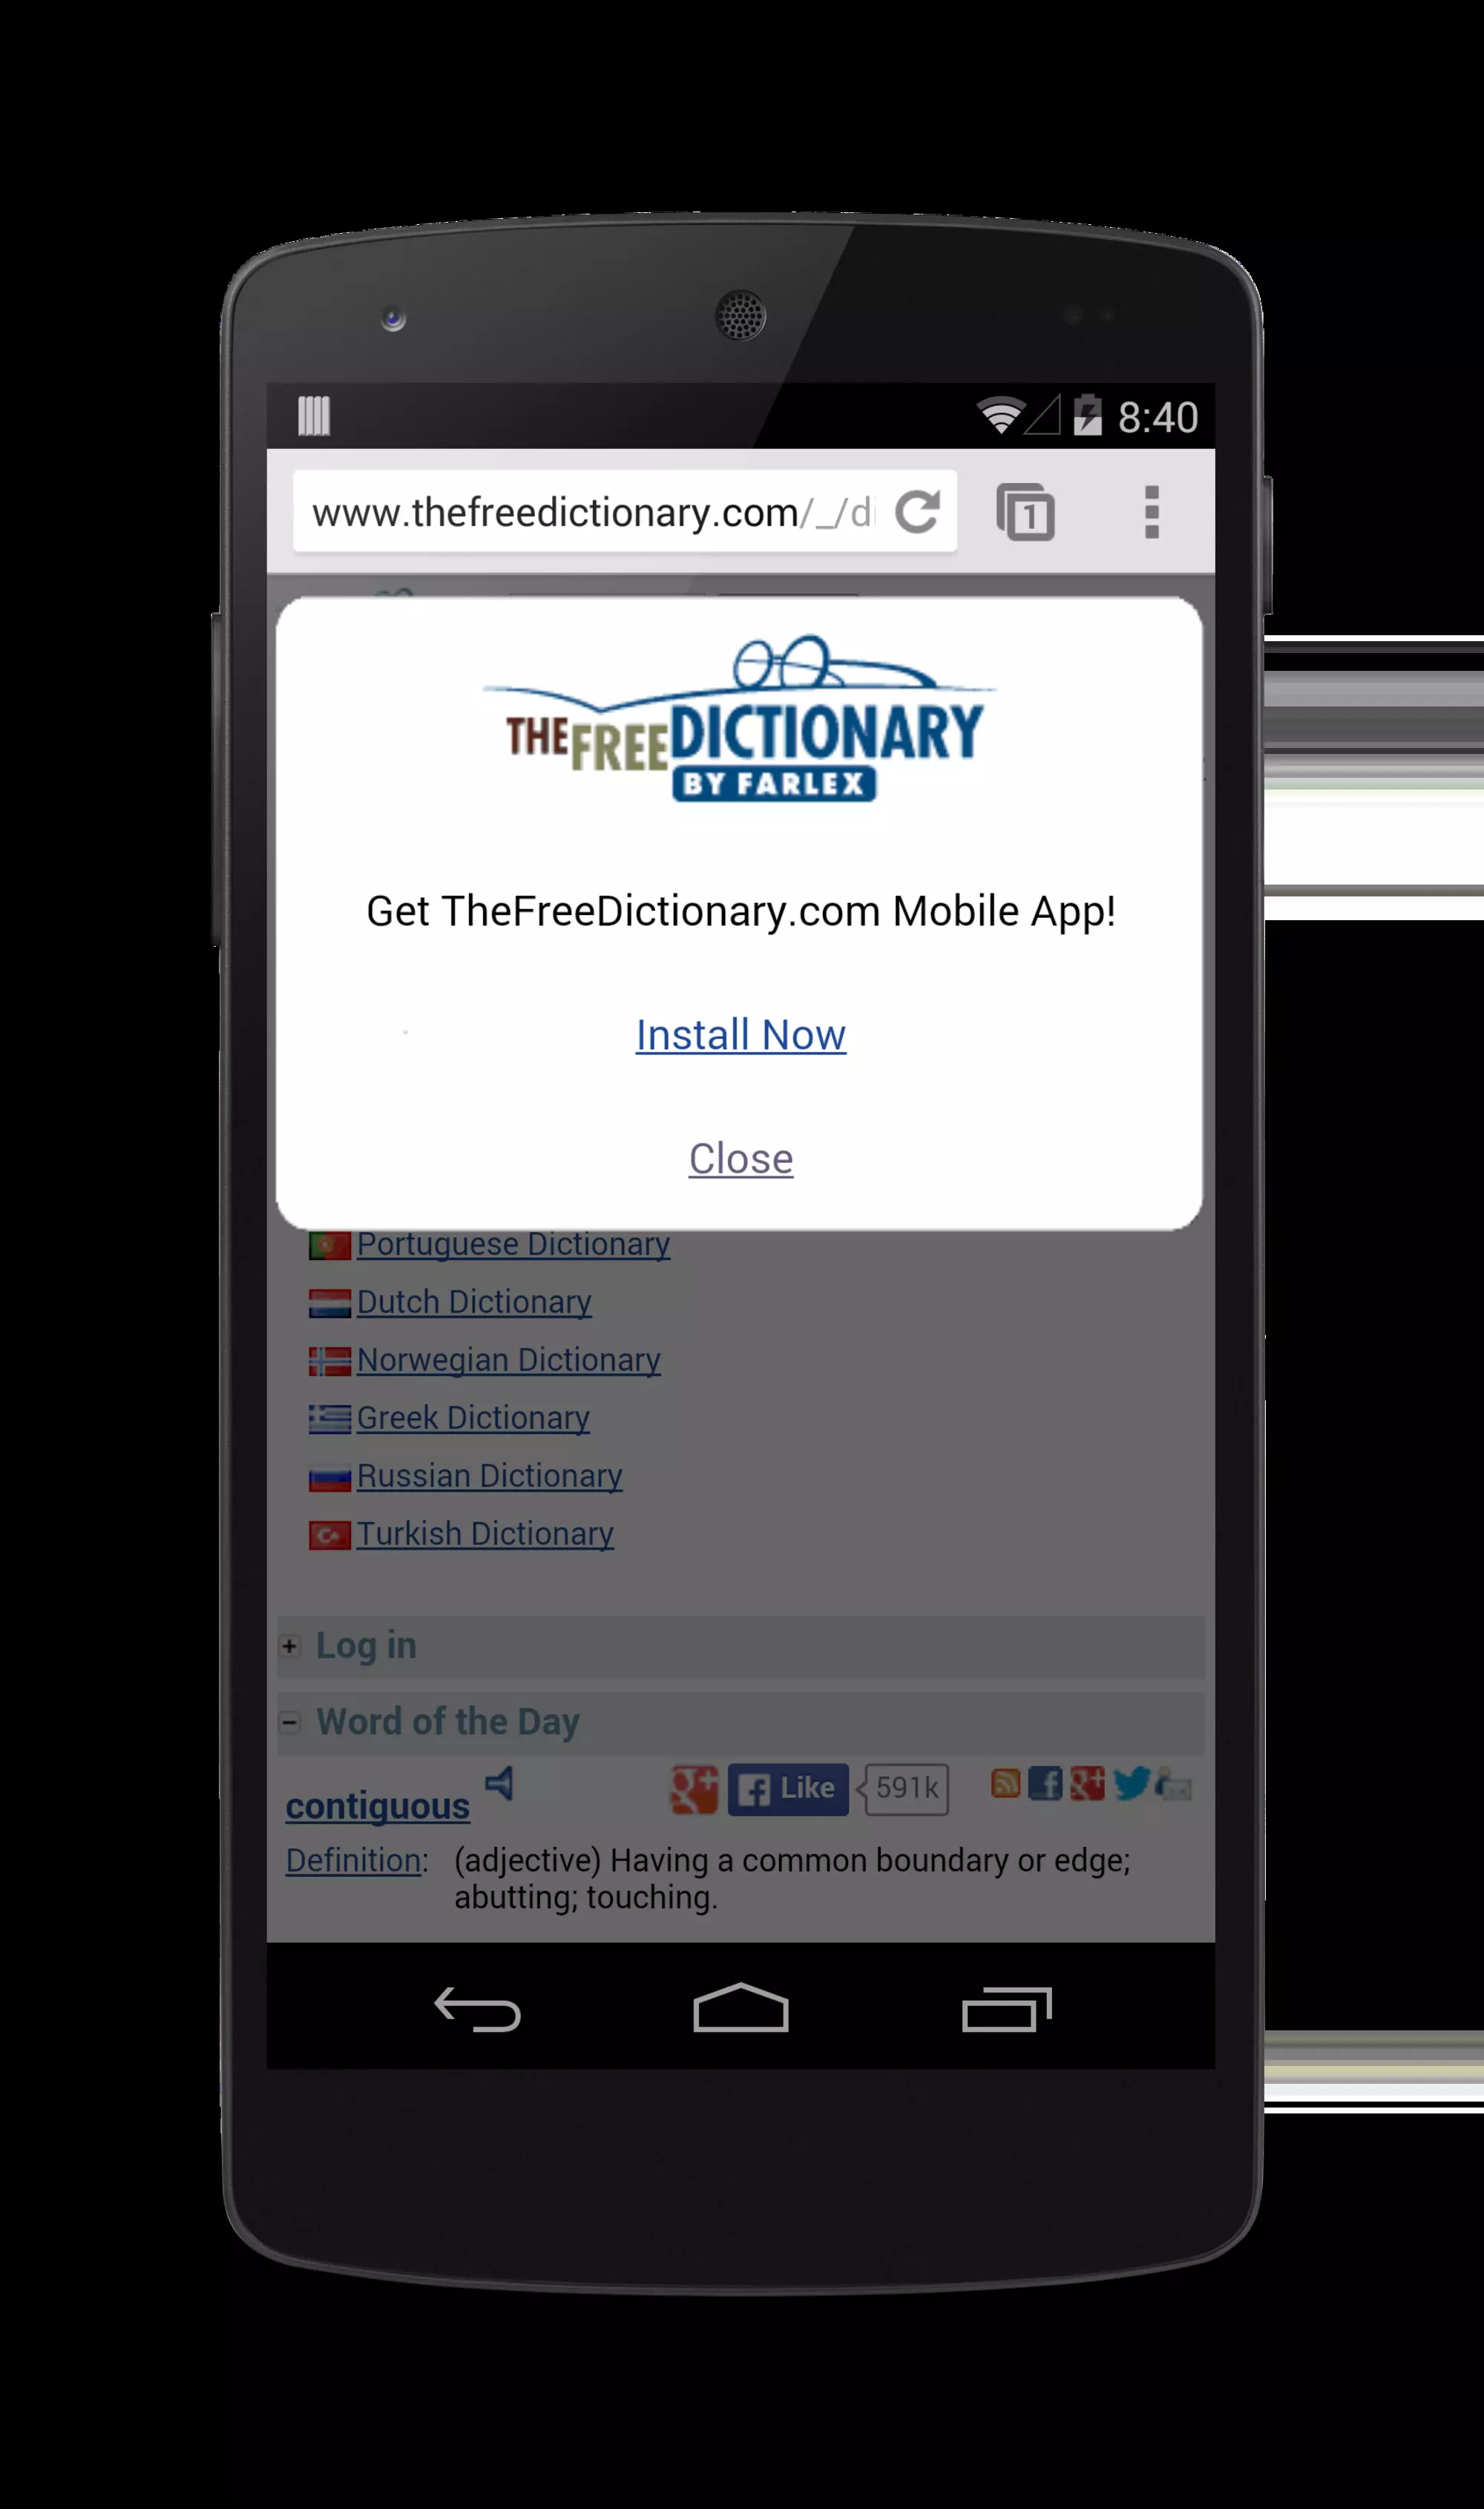 8:40
www.thefreedictionary.com/_/di
1
THE FREE DICTIONARY
BY FARLEX
Get TheFreeDictionary.com Mobile App!
Install Now
Close
Portuguese Dictionary
Dutch Dictionary
Norwegian Dictionary
Greek Dictionary
Russian Dictionary
Turkish Dictionary
Log in
Word of the Day
contiguous
Like
591k
Definition: (adjective) Having a common boundary or edge;
abutting; touching.